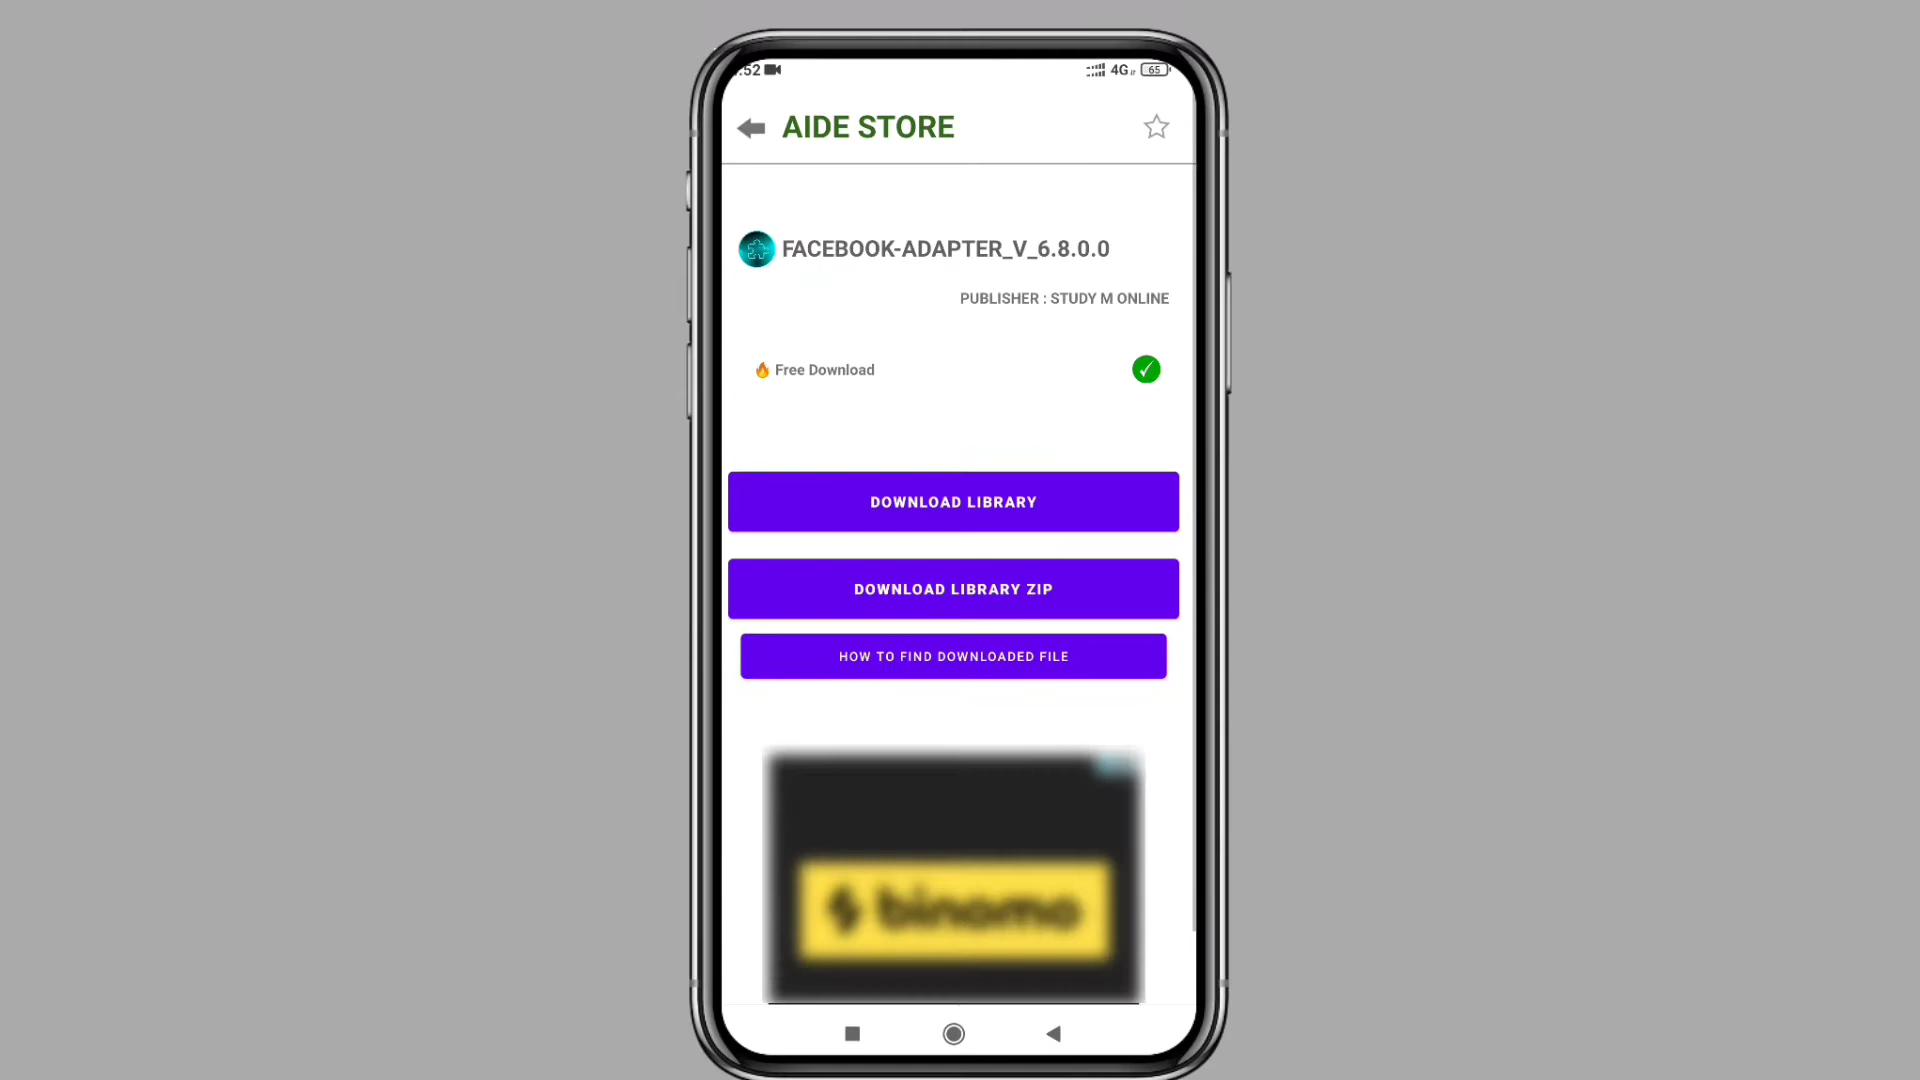 :52
4G
65
AIDE STORE
FACEBOOK-ADAPTER_V_6.8.0.0
PUBLISHER : STUDY M ONLINE
🔥 Free Download
DOWNLOAD LIBRARY
DOWNLOAD LIBRARY ZIP
HOW TO FIND DOWNLOADED FILE
binomo